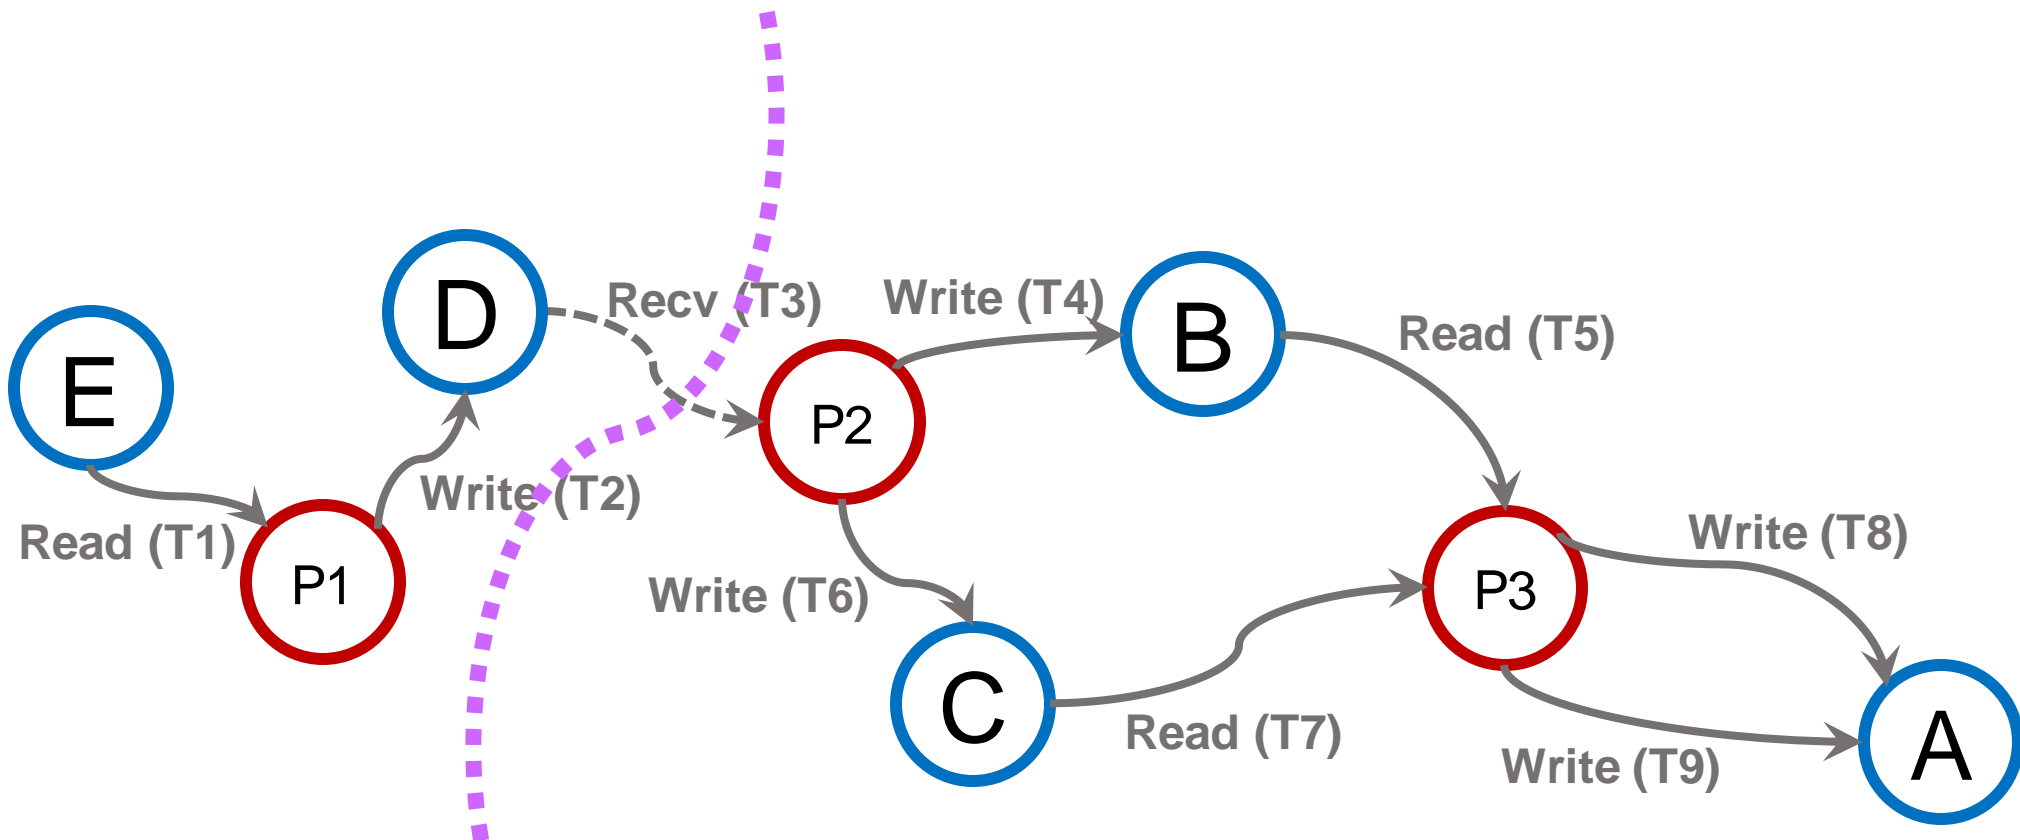 Recv (T3)
Write (T4)
D
B
Read (T5)
E
P2
Write (T2)
Read (T1)
P1
Write (T8)
Write (T6)
P3
C
Read (T7)
A
Write (T9)